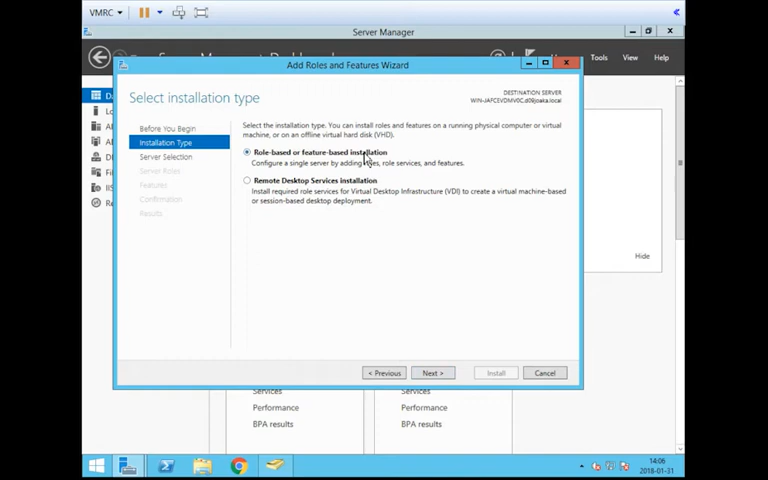 VMRC
Server Manager
Tools View Help
Add Roles and Features Wizard
Select installation type
DESTINATION SERVER
Before You Begin
Installation Type
Server Selection
Server Roles
Features
Confirmation
Results
Select the installation type. You can install roles and features on a running physical computer or virtual
machine, or on an offline virtual hard disk (VHD).
Role-based or feature-based installation
Configure a single server by adding roles, role services, and features.
Remote Desktop Services installation
Install required role services for Virtual Desktop Infrastructure (VDI) to create a virtual machine-based
or session-based desktop deployment.
Hide
< Previous Next > Install Cancel
Services Services
Performance Performance
BPA results BPA results
14:06
2018-01-31